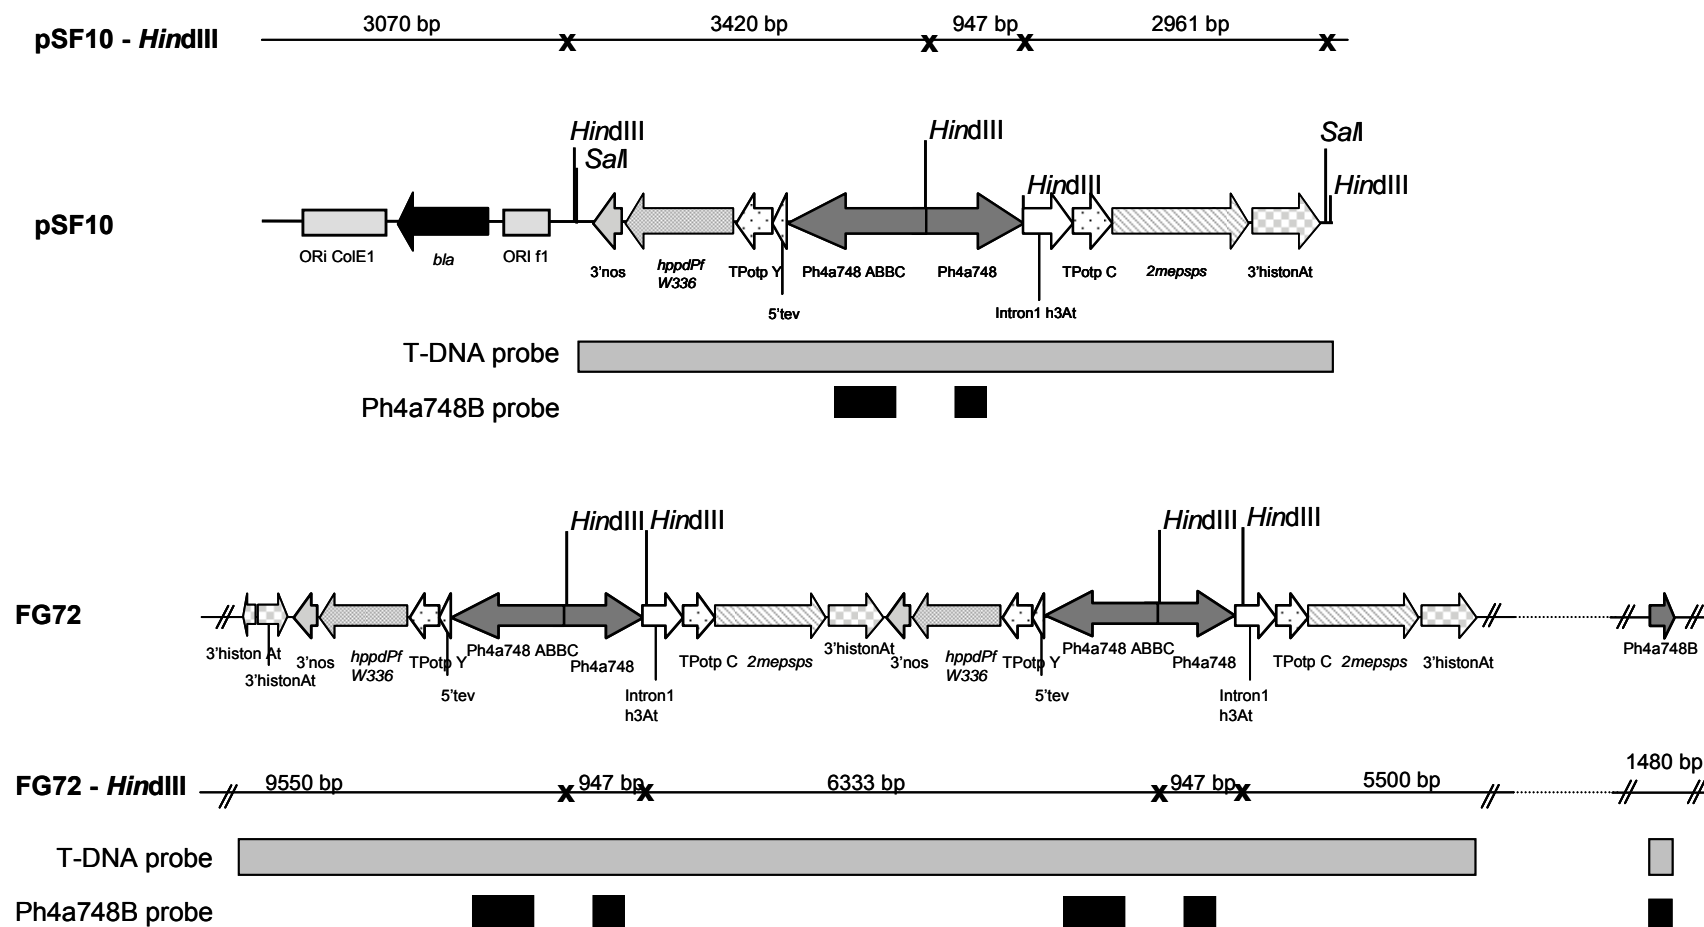 3070 bp 3420 bp 947 bp 2961 bp
pSF10 - HindIII
x x x x
HindIII HindIII SalI
SalI
HindIII HindIII
pSF10
ORi ColE1 bla ORI f1
3'nos hppdPf W336 TPotp Y Ph4a748 ABBC Ph4a748 TPotp C 2mepsps 3'histonAt
5'tev Intron1 h3At
T-DNA probe
Ph4a748B probe
HindIII HindIII HindIII HindIII
FG72
3'histon At 3'nos hppdPf W336 TPotp Y Ph4a748 ABBC Ph4a748 TPotp C 2mepsps 3'histonAt 3'nos hppdPf W336 TPotp Y Ph4a748 ABBC Ph4a748 TPotp C 2mepsps 3'histonAt Ph4a748B
3'histonAt 5'tev Intron1 h3At 5'tev Intron1 h3At
1480 bp
FG72 - HindIII 9550 bp 947 bp 6333 bp 947 bp 5500 bp
x x x x
T-DNA probe
Ph4a748B probe